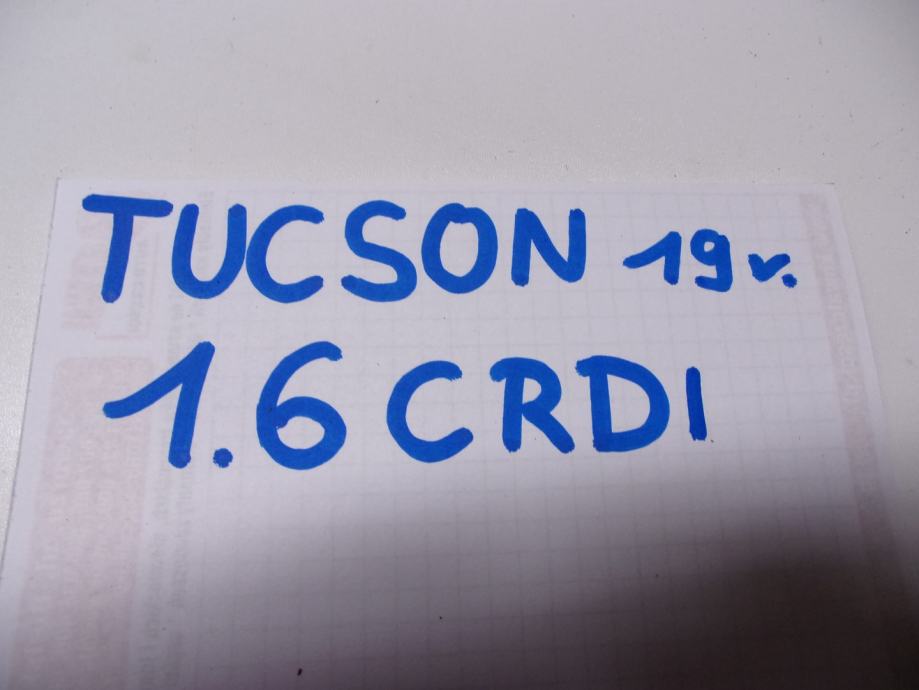 TUCSON 19 r.
1.6 CRDI